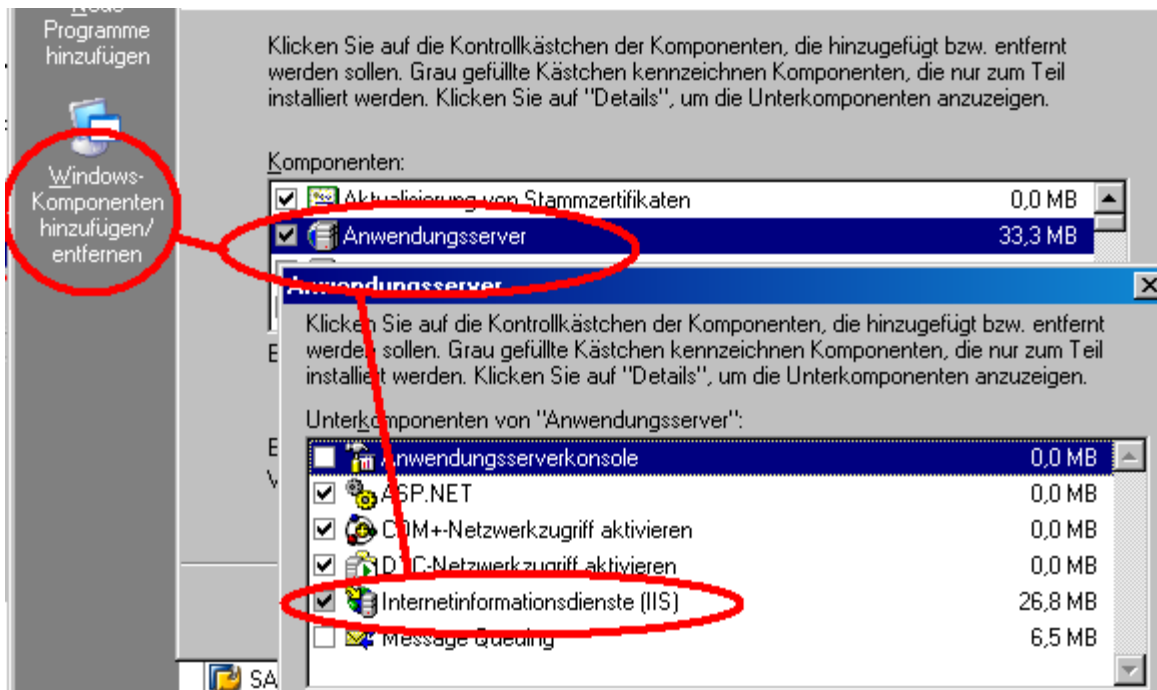 Neue
Programme
hinzufügen
Windows-
Komponenten
hinzufügen/
entfernen
Klicken Sie auf die Kontrollkästchen der Komponenten, die hinzugefügt bzw. entfernt
werden sollen. Grau gefüllte Kästchen kennzeichnen Komponenten, die nur zum Teil
installiert werden. Klicken Sie auf "Details", um die Unterkomponenten anzuzeigen.
Komponenten:
Aktualisierung von Stammzertifikaten 0,0 MB
Anwendungsserver 33,3 MB
Anwendungsserver
Klicken Sie auf die Kontrollkästchen der Komponenten, die hinzugefügt bzw. entfernt
werden sollen. Grau gefüllte Kästchen kennzeichnen Komponenten, die nur zum Teil
installiert werden. Klicken Sie auf "Details", um die Unterkomponenten anzuzeigen.
Unterkomponenten von "Anwendungsserver":
Anwendungsserverkonsole 0,0 MB
ASP.NET 0,0 MB
COM+-Netzwerkzugriff aktivieren 0,0 MB
DTC-Netzwerkzugriff aktivieren 0,0 MB
Internetinformationsdienste (IIS) 26,8 MB
Message Queuing 6,5 MB
SA